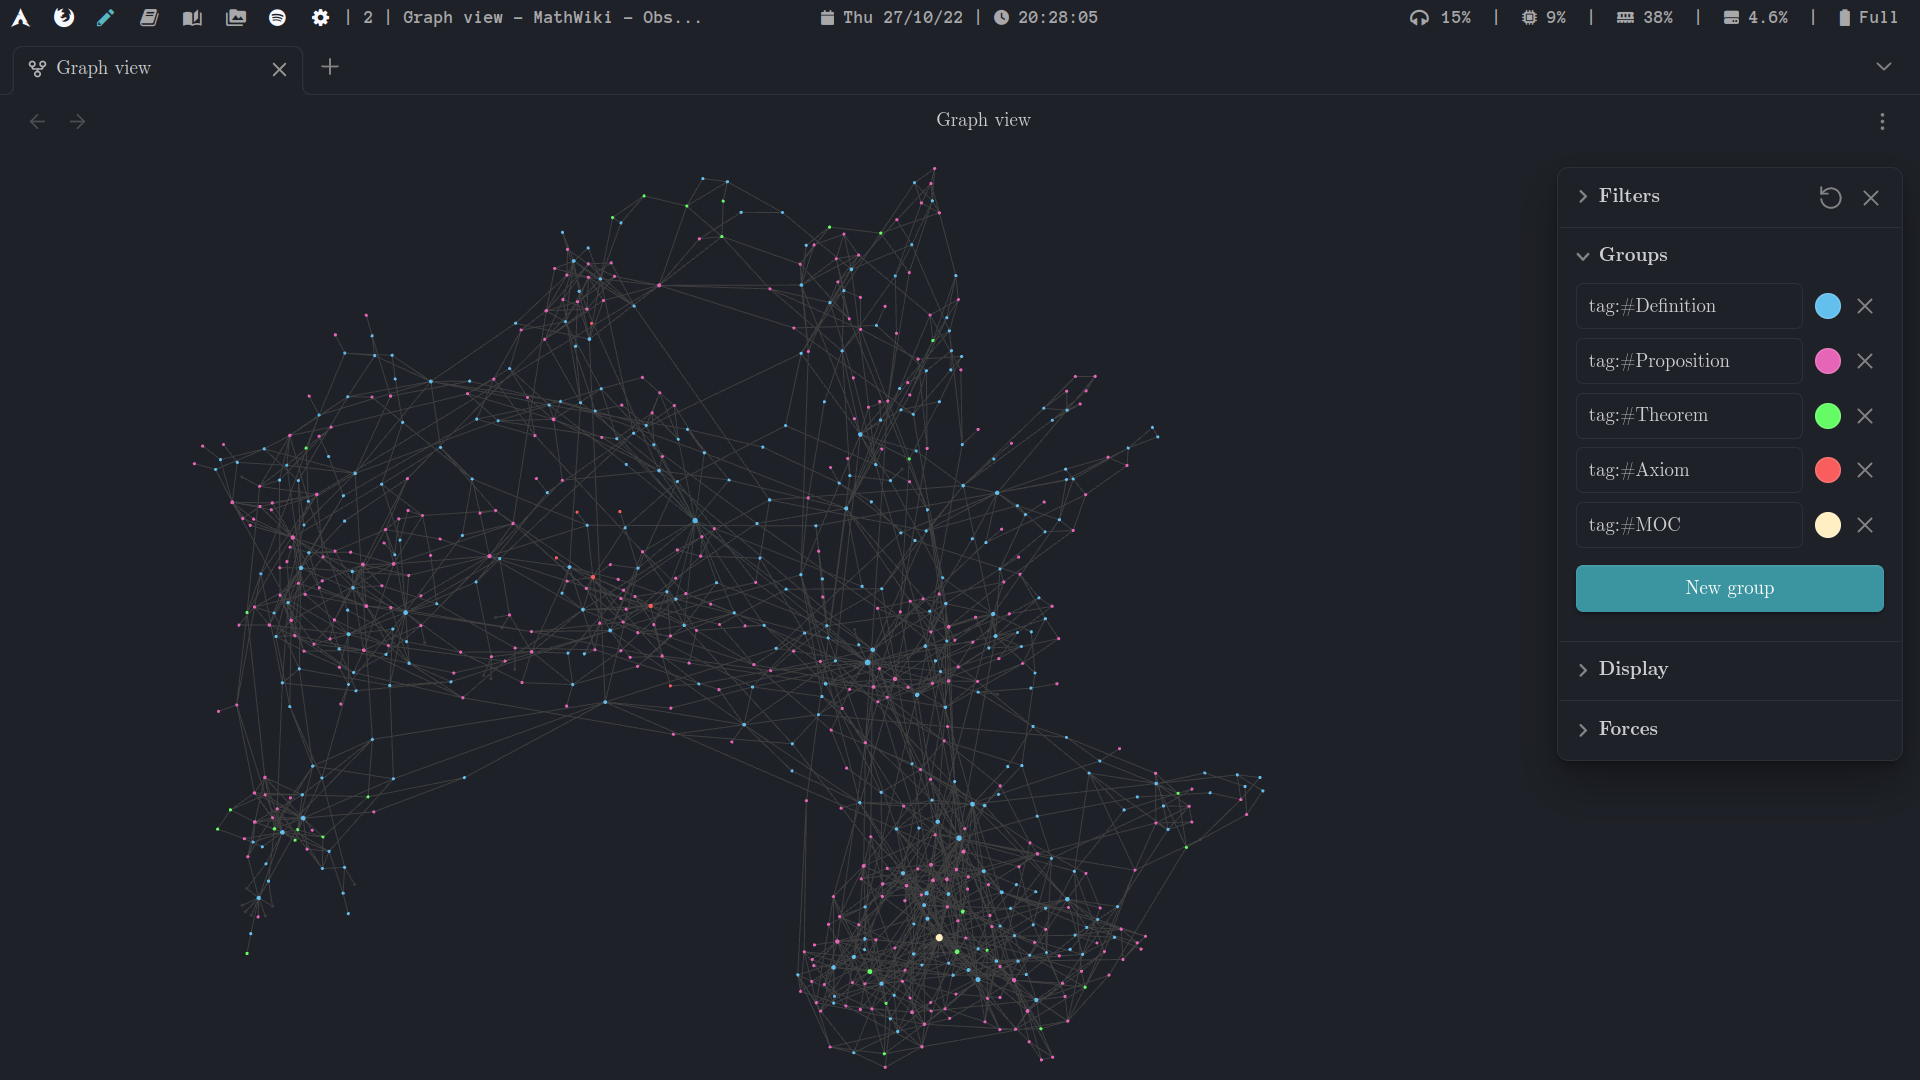 | 2 | Graph view - MathWiki - Obs...
Thu 27/10/22 | 20:28:05
15% | 9% | 38% | 4.6% | Full
Graph view
Graph view
Filters
Groups
tag:#Definition
tag:#Proposition
tag:#Theorem
tag:#Axiom
tag:#MOC
New group
Display
Forces